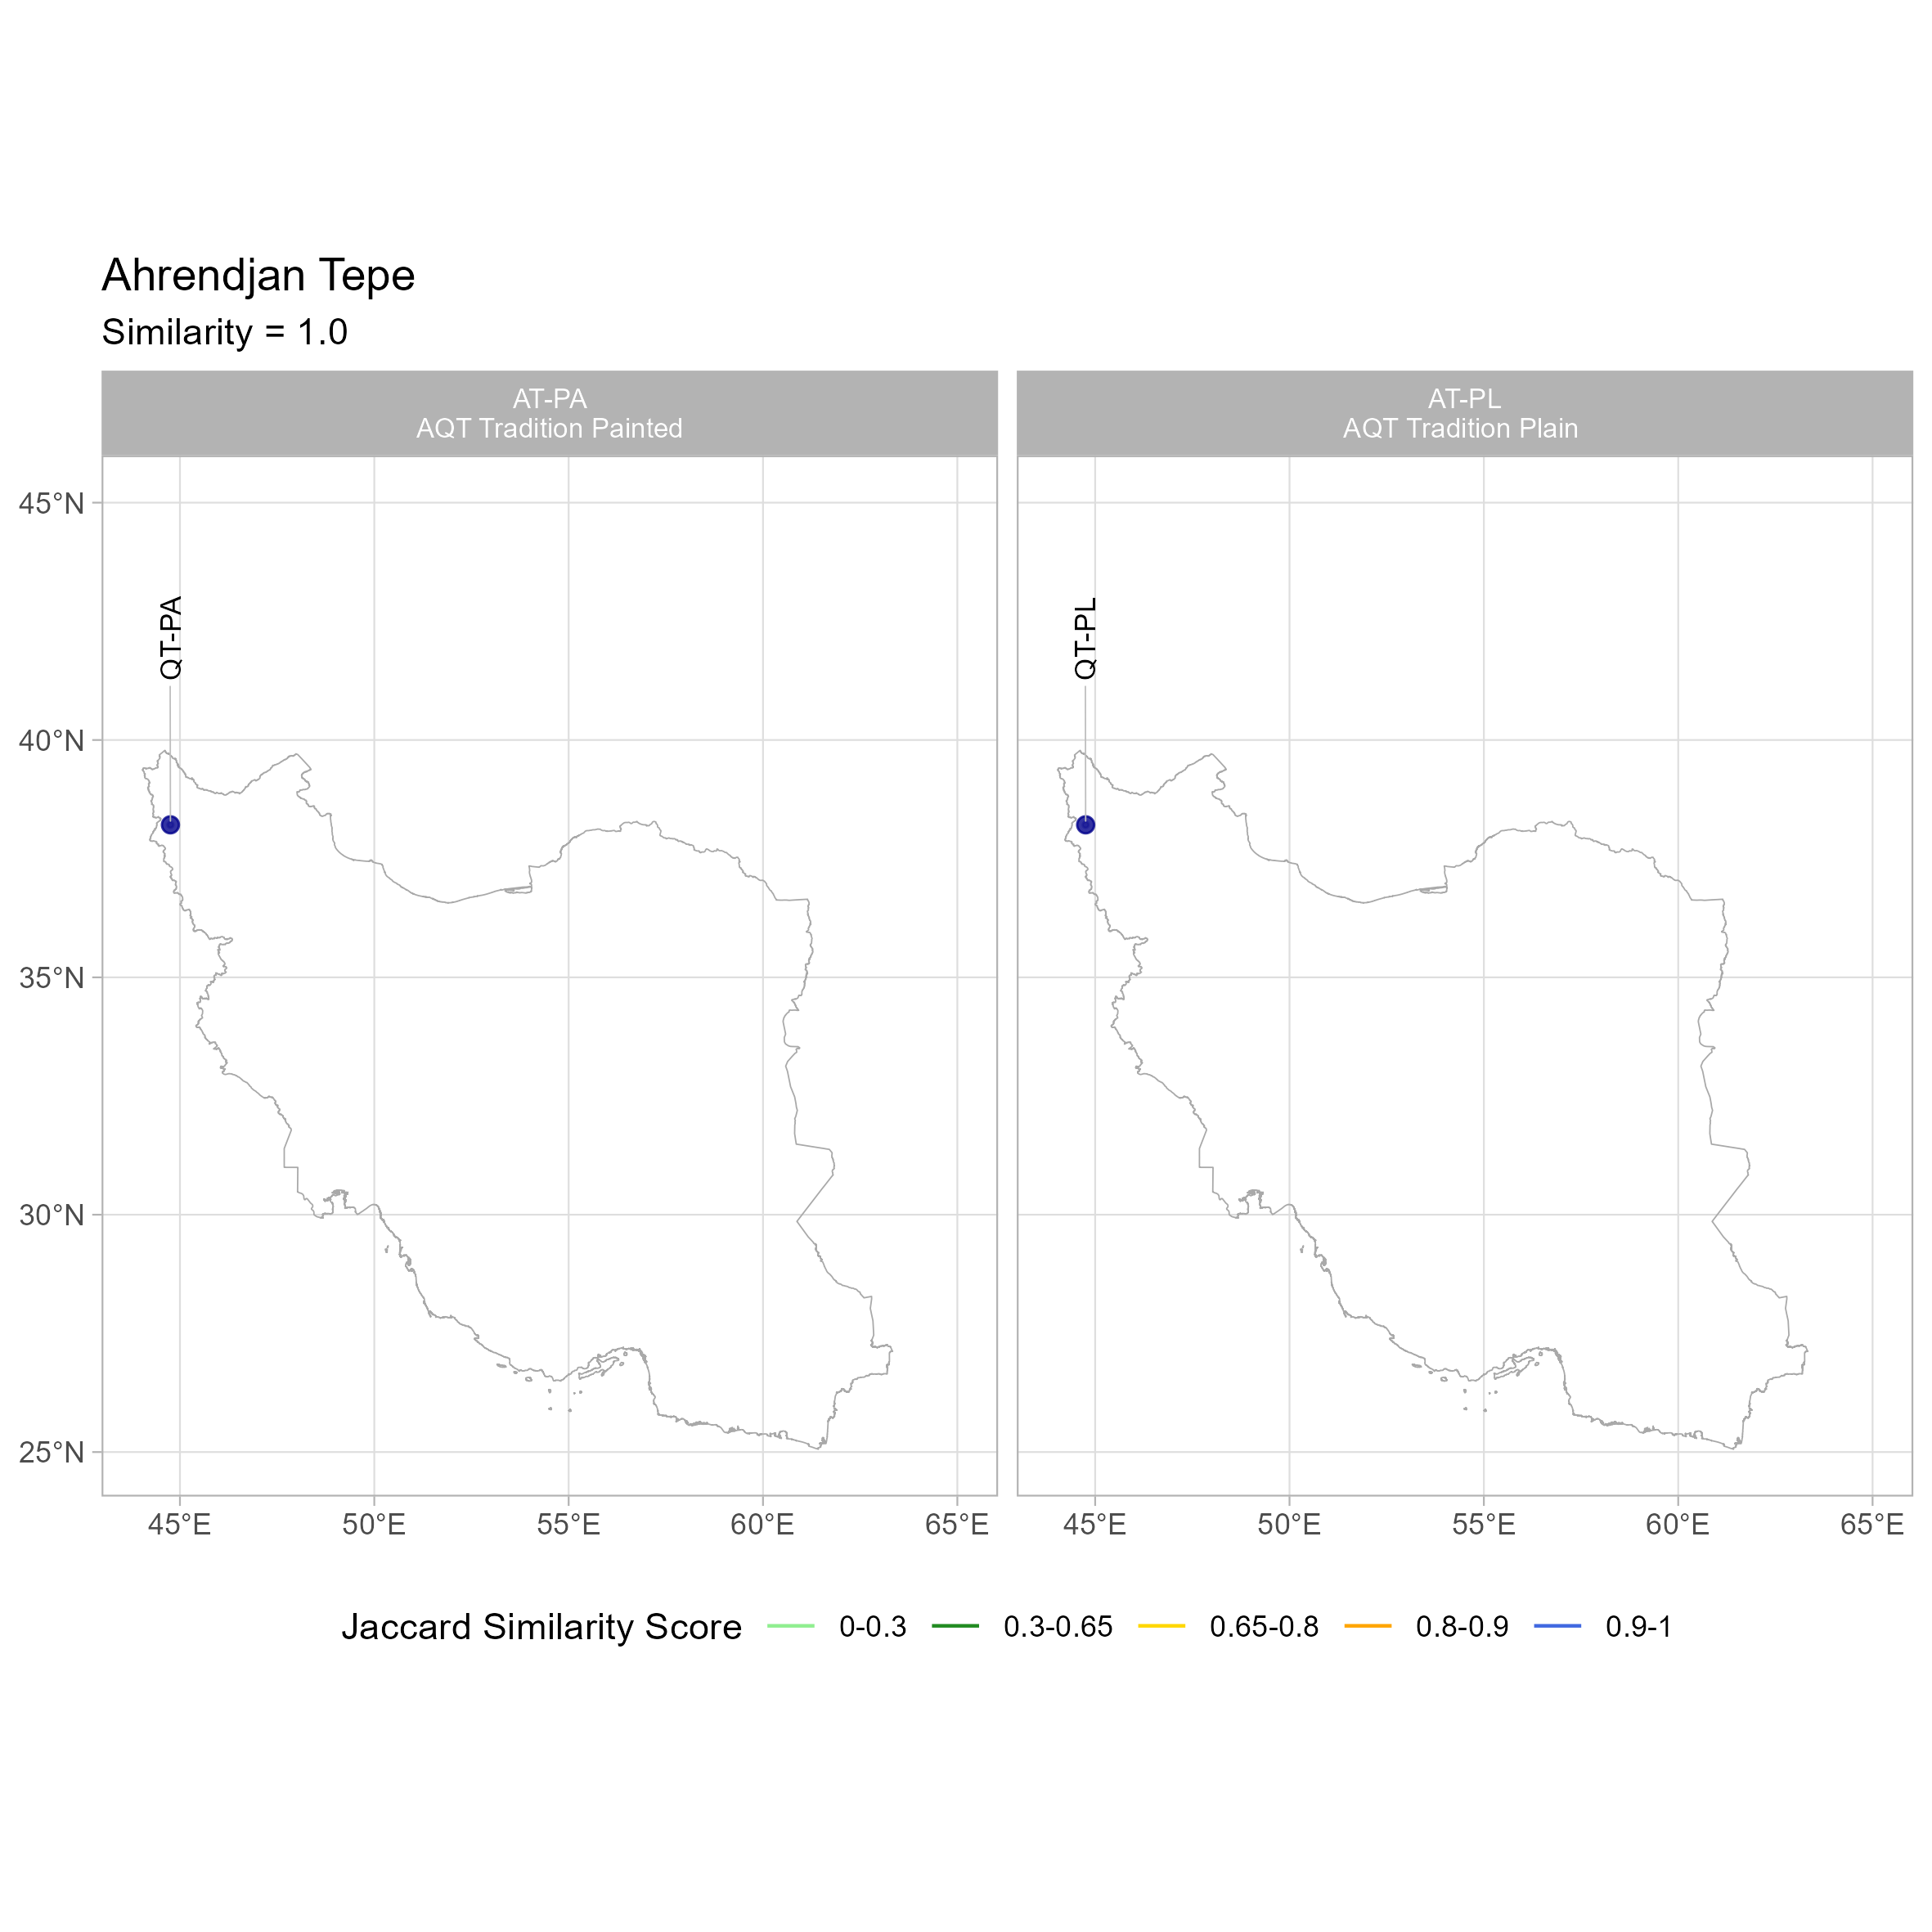 Ahrendjan Tepe
Similarity = 1.0
AT-PA
AQT Tradition Painted
AT-PL
AQT Tradition Plain
QT-PA
QT-PL
45°N
40°N
35°N
30°N
25°N
45°E 50°E 55°E 60°E 65°E
45°E 50°E 55°E 60°E 65°E
Jaccard Similarity Score 0-0.3 0.3-0.65 0.65-0.8 0.8-0.9 0.9-1